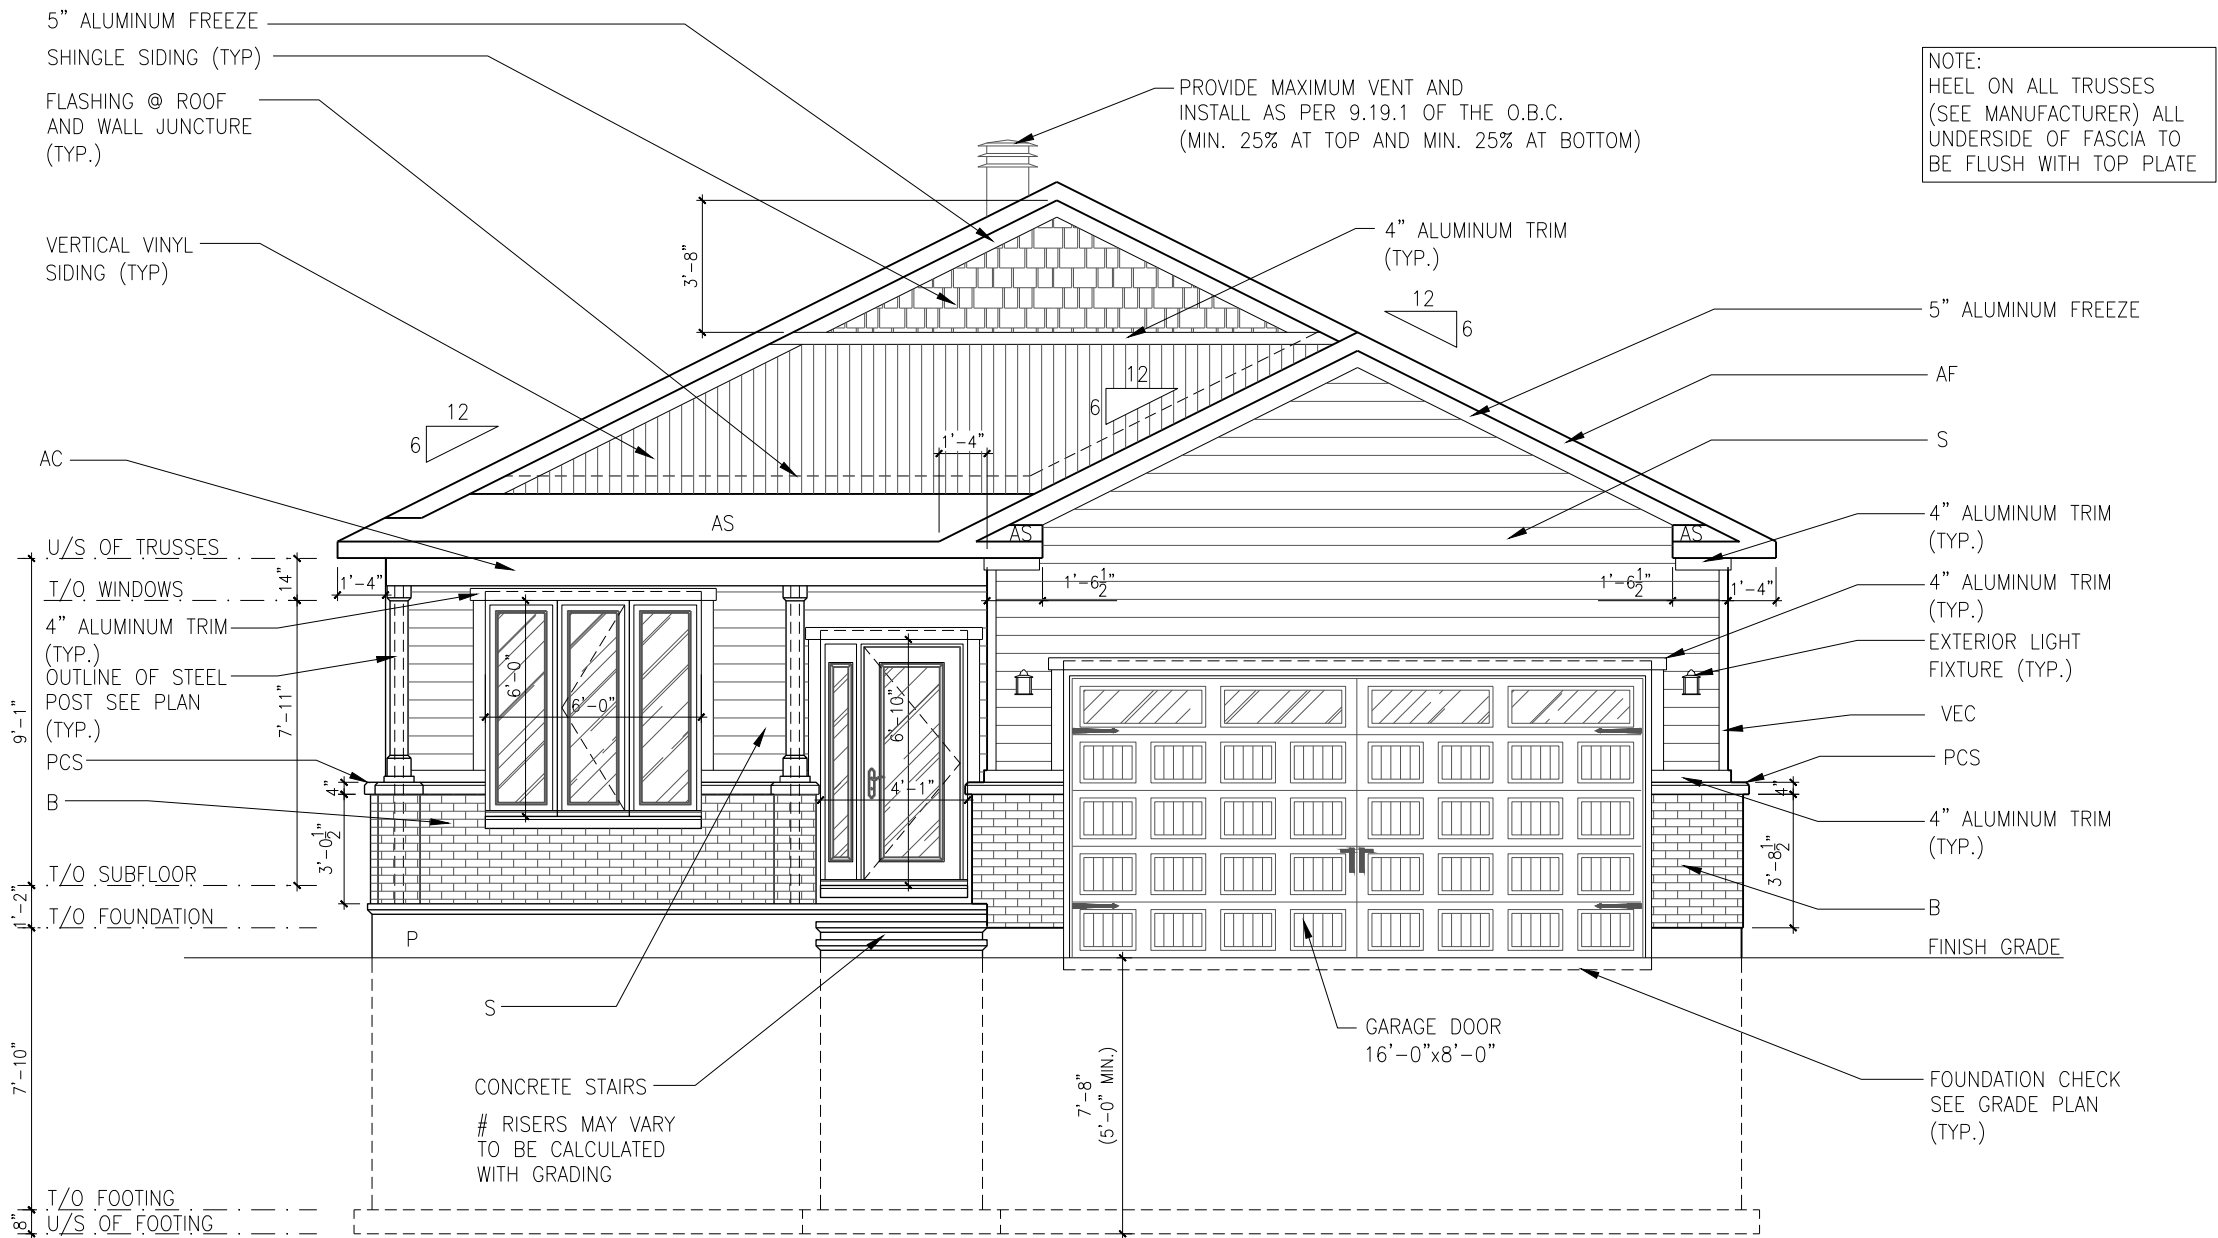 5" ALUMINUM FREEZE
SHINGLE SIDING (TYP)
FLASHING @ ROOF
AND WALL JUNCTURE
(TYP.)
VERTICAL VINYL
SIDING (TYP)
PROVIDE MAXIMUM VENT AND
INSTALL AS PER 9.19.1 OF THE O.B.C.
(MIN. 25% AT TOP AND MIN. 25% AT BOTTOM)
NOTE:
HEEL ON ALL TRUSSES
(SEE MANUFACTURER) ALL
UNDERSIDE OF FASCIA TO
BE FLUSH WITH TOP PLATE
3'-8"
4" ALUMINUM TRIM
(TYP.)
12
6
12
6
12
6
1'-4"
5" ALUMINUM FREEZE
AF
S
4" ALUMINUM TRIM
(TYP.)
4" ALUMINUM TRIM
(TYP.)
EXTERIOR LIGHT
FIXTURE (TYP.)
VEC
PCS
4" ALUMINUM TRIM
(TYP.)
B
FINISH GRADE
AC
AS
AS
AS
U/S OF TRUSSES
T/O WINDOWS
4" ALUMINUM TRIM
(TYP.)
OUTLINE OF STEEL
POST SEE PLAN
(TYP.)
PCS
B
T/O SUBFLOOR
T/O FOUNDATION
14"
1'-4"
7'-11"
9'-1"
4"
3'-0 1/2"
1'-2"
7'-10"
8"
6'-0"
6'-0"
6'-10"
4'-1"
1'-6 1/2"
1'-6 1/2"
1'-4"
4"
3'-8 1/2"
P
S
CONCRETE STAIRS
# RISERS MAY VARY
TO BE CALCULATED
WITH GRADING
7'-8"
(5'-0" MIN.)
GARAGE DOOR
16'-0"x8'-0"
FOUNDATION CHECK
SEE GRADE PLAN
(TYP.)
T/O FOOTING
U/S OF FOOTING